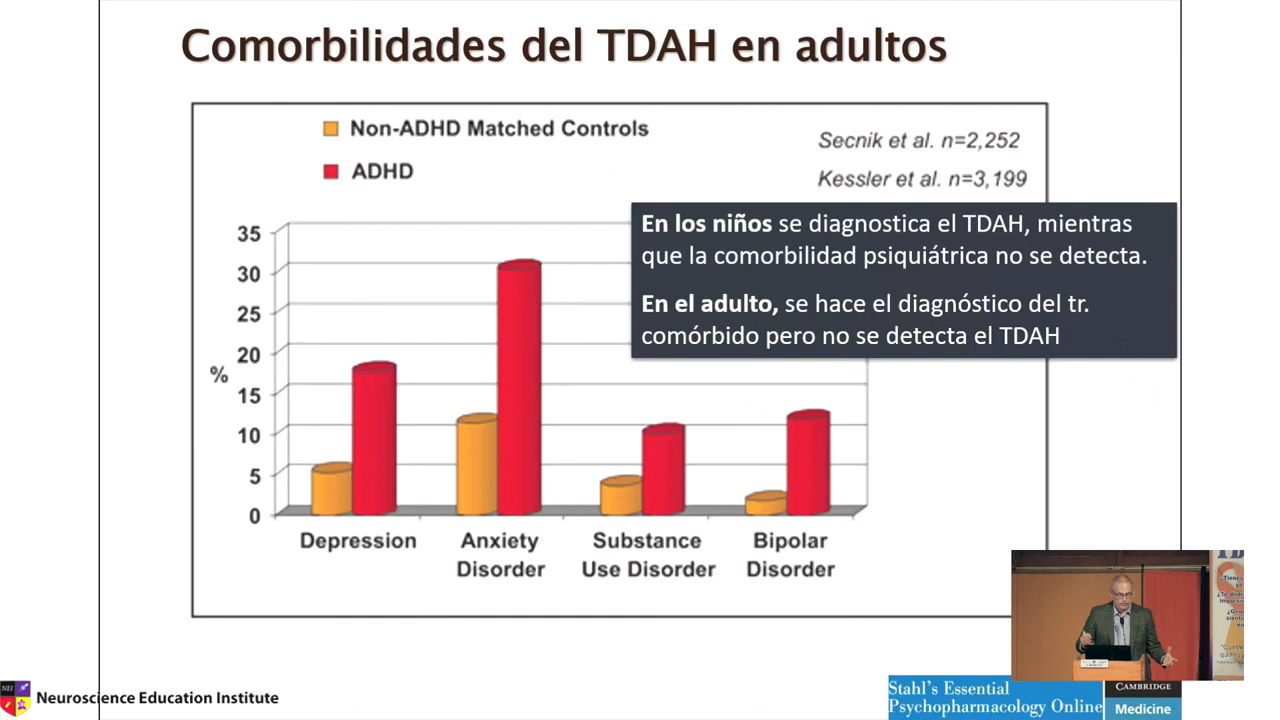 Comorbilidades del TDAH en adultos
Non-ADHD Matched Controls
ADHD
Secnik et al. n=2,252
Kessler et al. n=3,199
En los niños se diagnostica el TDAH, mientras
que la comorbilidad psiquiátrica no se detecta.
En el adulto, se hace el diagnóstico del tr.
comórbido pero no se detecta el TDAH
35
30
25
20
%
15
10
5
0
Depression
Anxiety
Disorder
Substance
Use Disorder
Bipolar
Disorder
NEI
Neuroscience Education Institute
Stahl's Essential
Psychopharmacology Online
CAMBRIDGE
Medicine